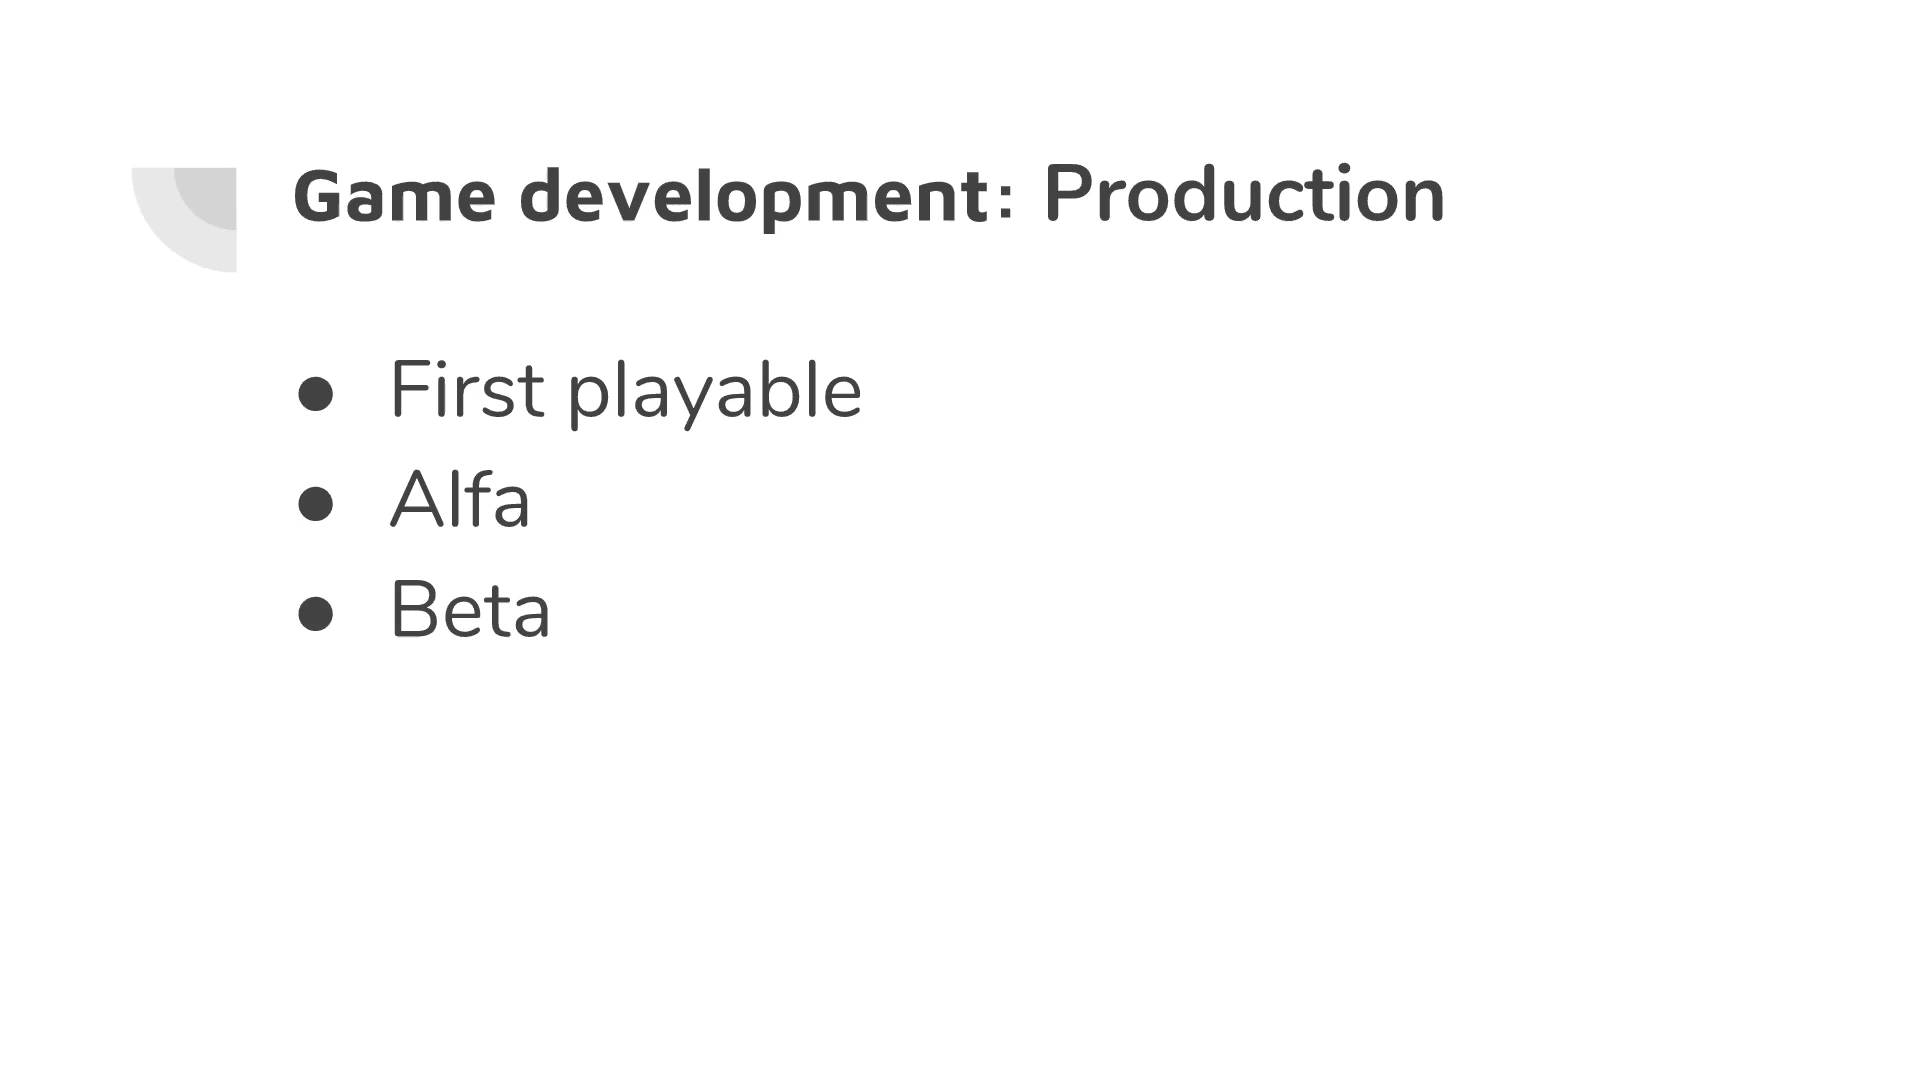 Game development: Production
● First playable
● Alfa
● Beta